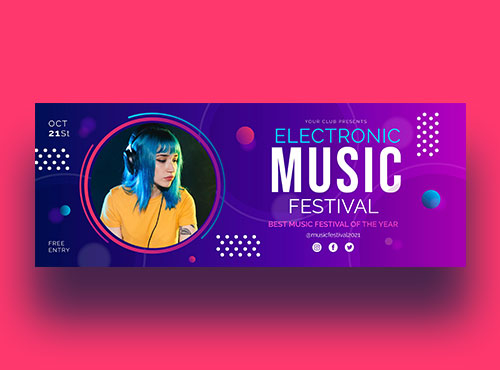 OCT
21St
FREE
ENTRY
YOUR CLUB PRESENTS
ELECTRONIC
MUSIC
FESTIVAL
BEST MUSIC FESTIVAL OF THE YEAR
@musicfestival2021